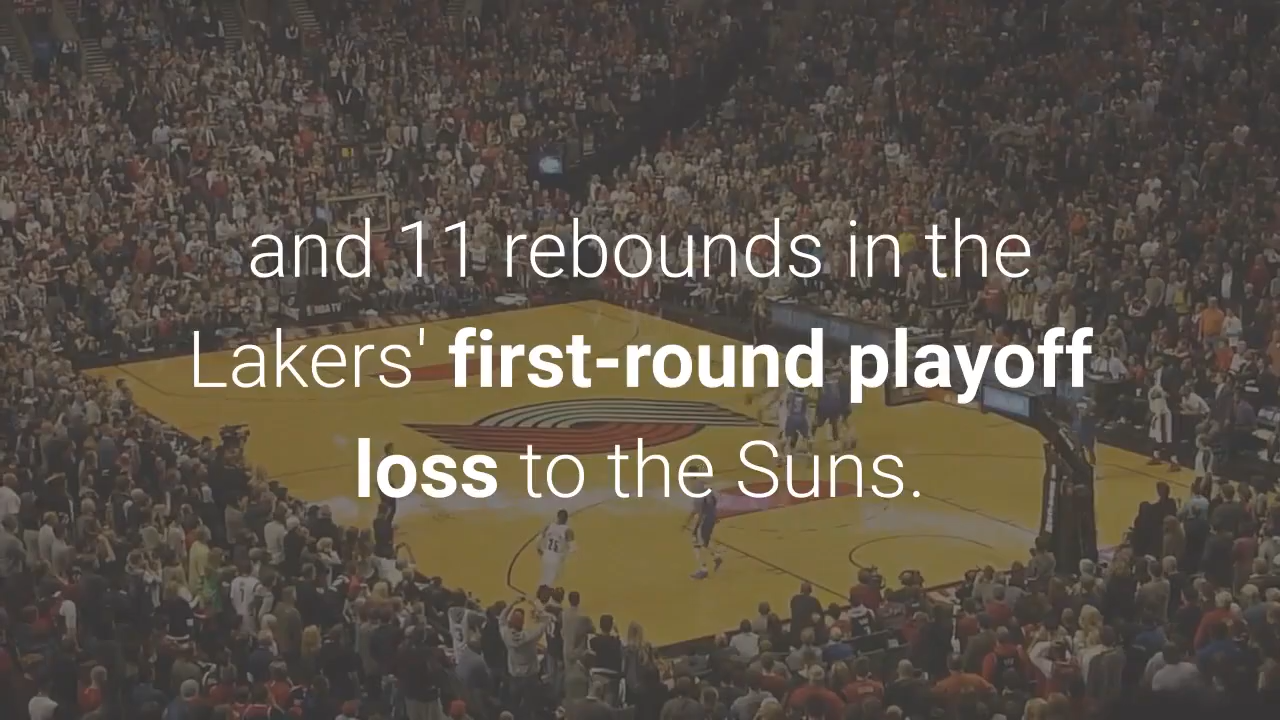 and 11 rebounds in the
Lakers' first-round playoff
loss to the Suns.